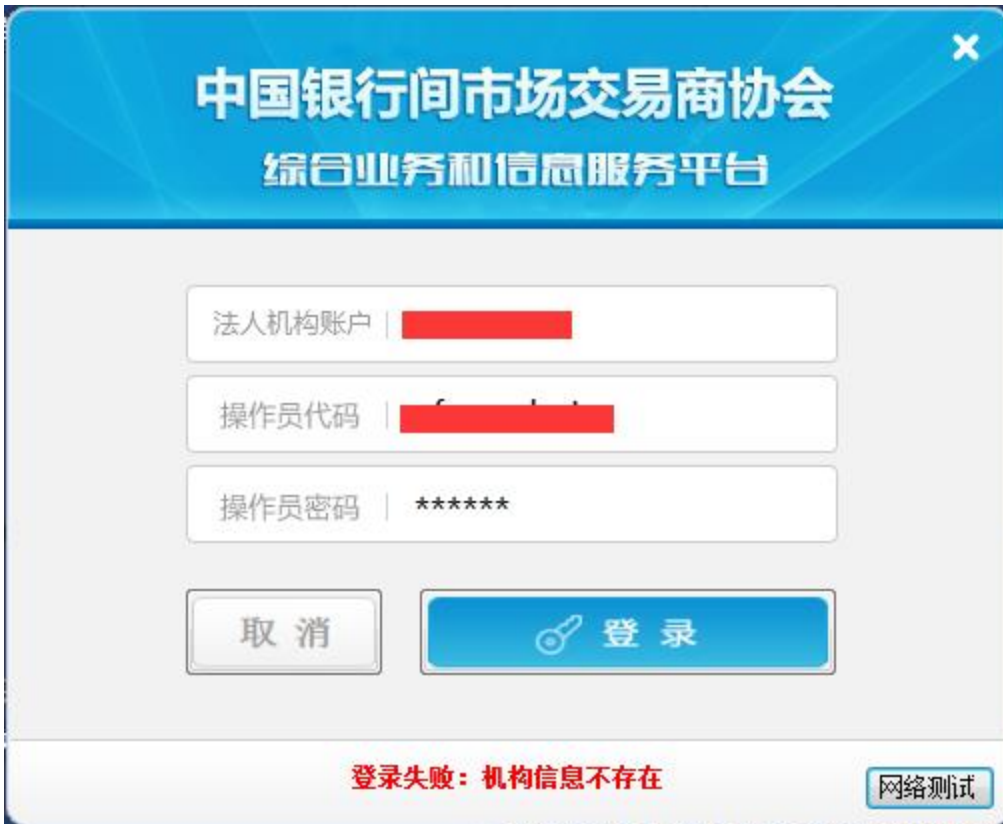 中国银行间市场交易商协会
综合业务和信息服务平台
法人机构账户
操作员代码
操作员密码 ******
取 消 登 录
登录失败：机构信息不存在
网络测试